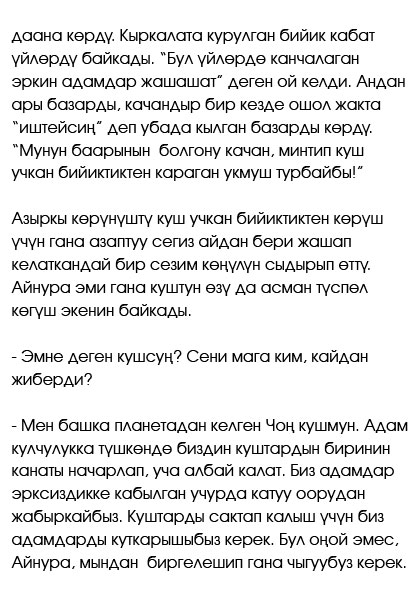 даана көрдү. Кыркалата курулган бийик кабат
үйлөрдү байкады. “Бул үйлөрдө канчалаган
эркин адамдар жашашат” деген ой келди. Андан
ары базарды, качандыр бир кезде ошол жакта
“иштейсиң” деп убада кылган базарды көрдү.
“Мунун баарынын  болгону качан, минтип куш
учкан бийиктиктен караган укмуш турбайбы!”

Азыркы көрүнүштү куш учкан бийиктиктен көрүш
үчүн гана азаптуу сегиз айдан бери жашап
келаткандай бир сезим көңүлүн сыдырып өттү.
Айнура эми гана куштун өзү да асман түспөл
көгүш экенин байкады.

- Эмне деген кушсуң? Сени мага ким, кайдан
жиберди?

- Мен башка планетадан келген Чоң кушмун. Адам
кулчулукка түшкөндө биздин куштардын биринин
канаты начарлап, уча албай калат. Биз адамдар
эрксиздикке кабылган учурда катуу оорудан
жабыркайбыз. Куштарды сактап калыш үчүн биз
адамдарды куткарышыбыз керек. Бул оңой эмес,
Айнура, мындан  биргелешип гана чыгуубуз керек.